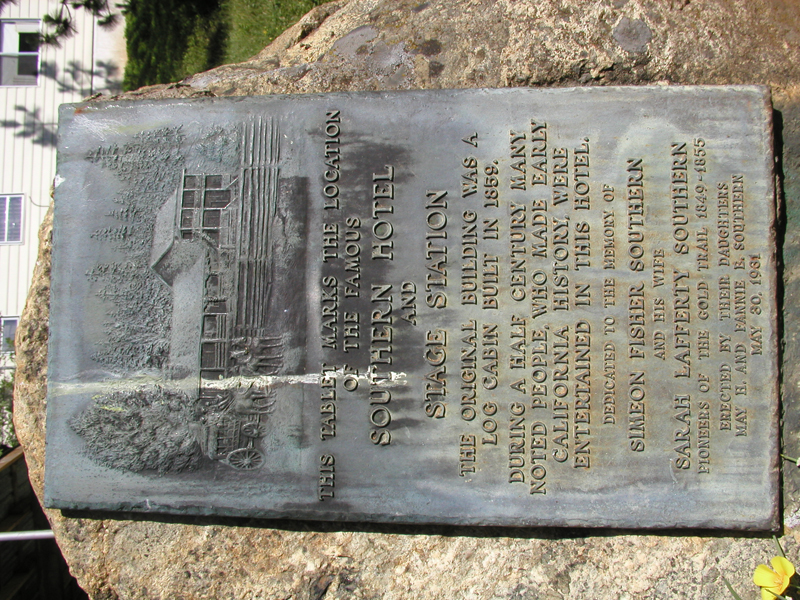 THIS TABLET MARKS THE LOCATION
OF THE FAMOUS
SOUTHERN HOTEL
AND
STAGE STATION
THE ORIGINAL BUILDING WAS A
LOG CABIN BUILT IN 1859.
DURING A HALF CENTURY MANY
NOTED PEOPLE, WHO MADE EARLY
CALIFORNIA HISTORY, WERE
ENTERTAINED IN THIS HOTEL.
DEDICATED TO THE MEMORY OF
SIMEON FISHER SOUTHERN
AND HIS WIFE
SARAH LAFFERTY SOUTHERN
PIONEERS OF THE GOLD TRAIL 1849-1855
ERECTED BY THEIR DAUGHTERS
MAY H. AND FANNIE E. SOUTHERN
MAY 30, 1931